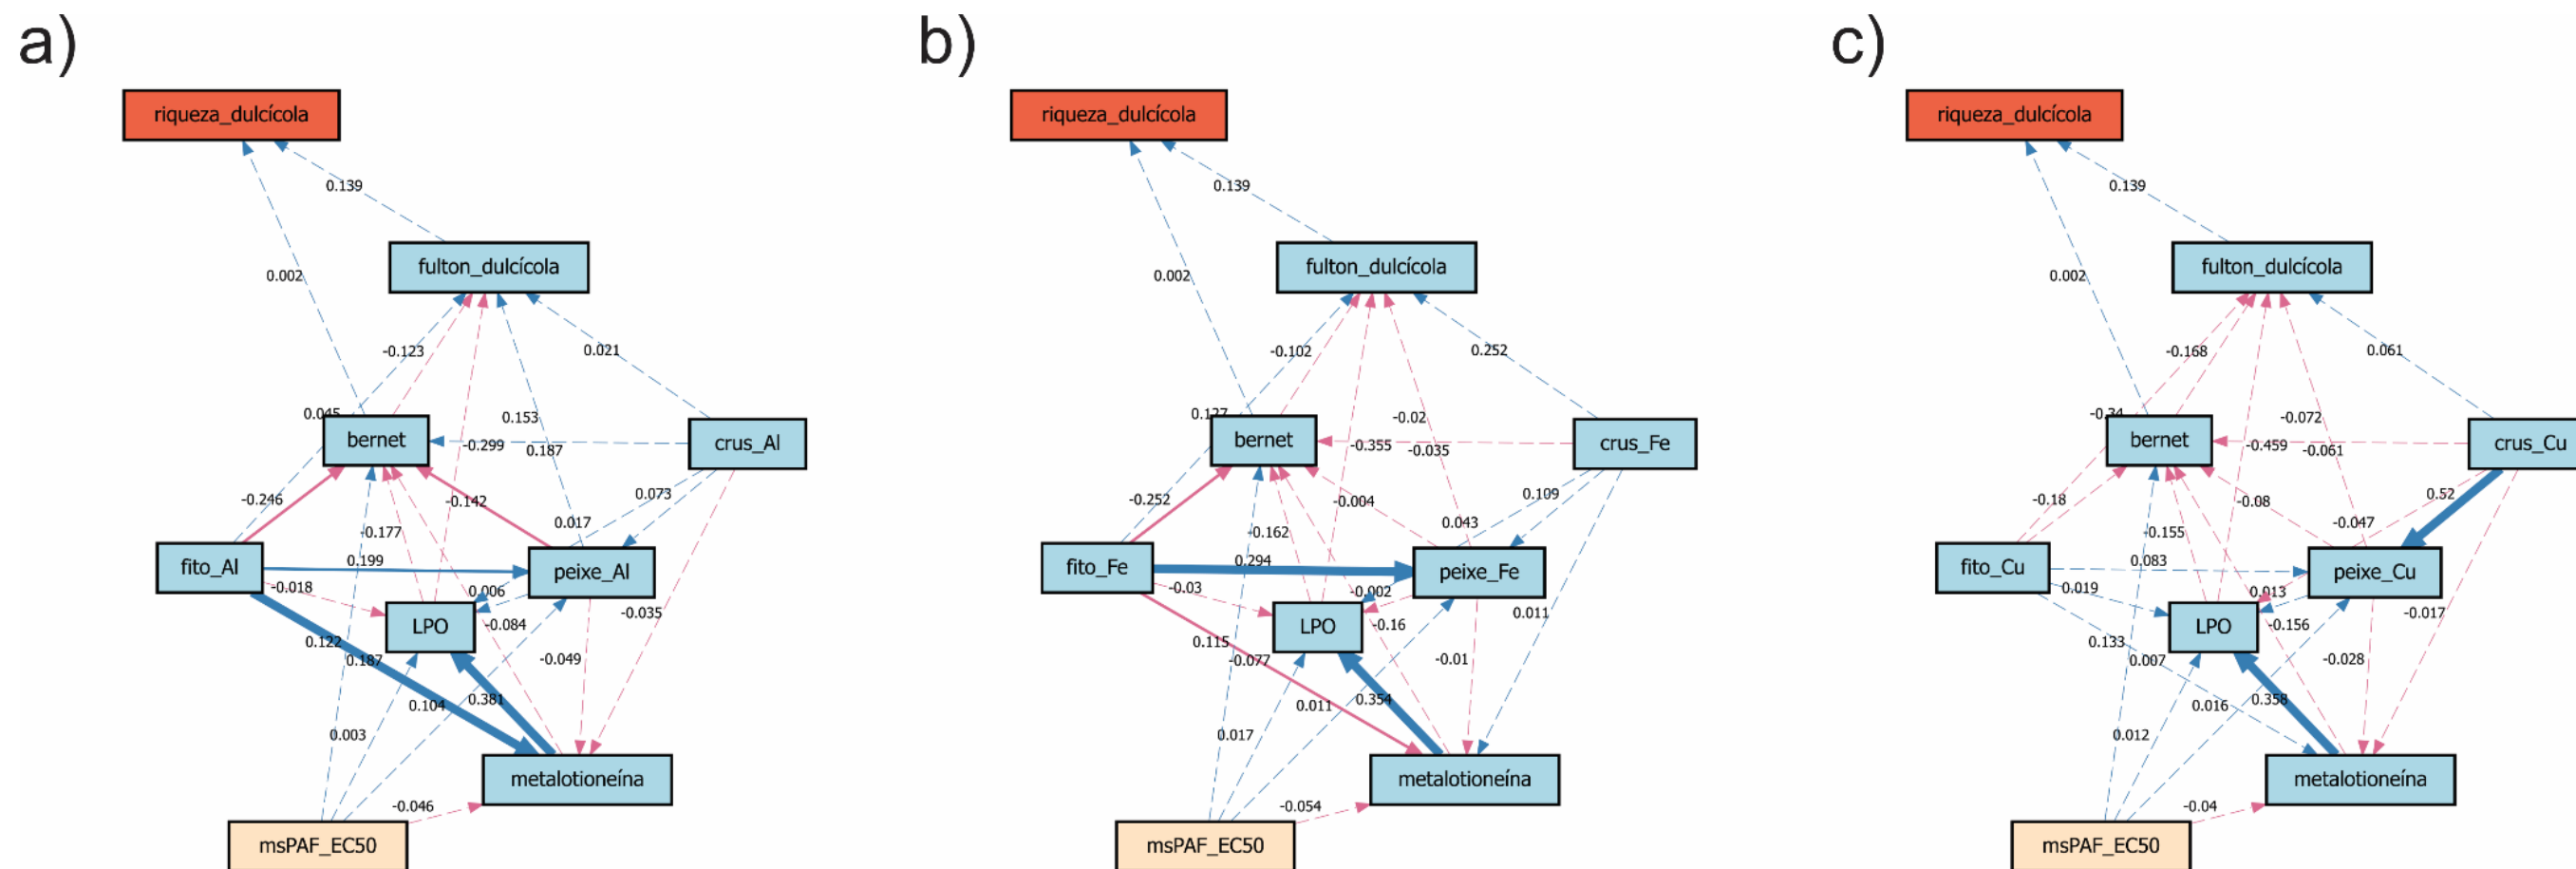 a)
riqueza_dulcícola
0.139
0.002
fulton_dulcícola
-0.123
0.021
0.045
0.153
bernet
-0.299
0.187
crus_Al
-0.246
-0.142
0.073
-0.177
0.017
fito_Al
0.199
peixe_Al
-0.018
0.006
-0.035
LPO
-0.084
0.122
0.187
-0.049
0.104
0.381
0.003
metalotioneína
-0.046
msPAF_EC50
b)
riqueza_dulcícola
0.139
0.002
fulton_dulcícola
-0.102
0.252
0.127
-0.02
bernet
-0.355
-0.035
crus_Fe
-0.252
-0.004
0.109
-0.162
0.043
fito_Fe
0.294
peixe_Fe
-0.03
-0.002
0.011
LPO
-0.16
0.115
-0.077
-0.01
0.011
0.354
0.017
metalotioneína
-0.054
msPAF_EC50
c)
riqueza_dulcícola
0.139
0.002
fulton_dulcícola
-0.168
0.061
-0.34
-0.072
bernet
-0.459
-0.061
crus_Cu
-0.18
-0.08
0.52
-0.155
-0.047
fito_Cu
0.083
peixe_Cu
0.019
0.013
-0.017
LPO
-0.156
0.133
0.007
-0.028
0.016
0.358
0.012
metalotioneína
-0.04
msPAF_EC50